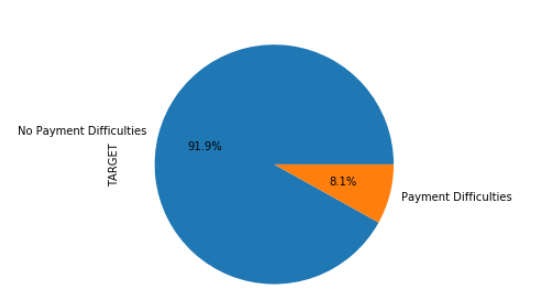 No Payment Difficulties
TARGET
91.9%
8.1%
Payment Difficulties